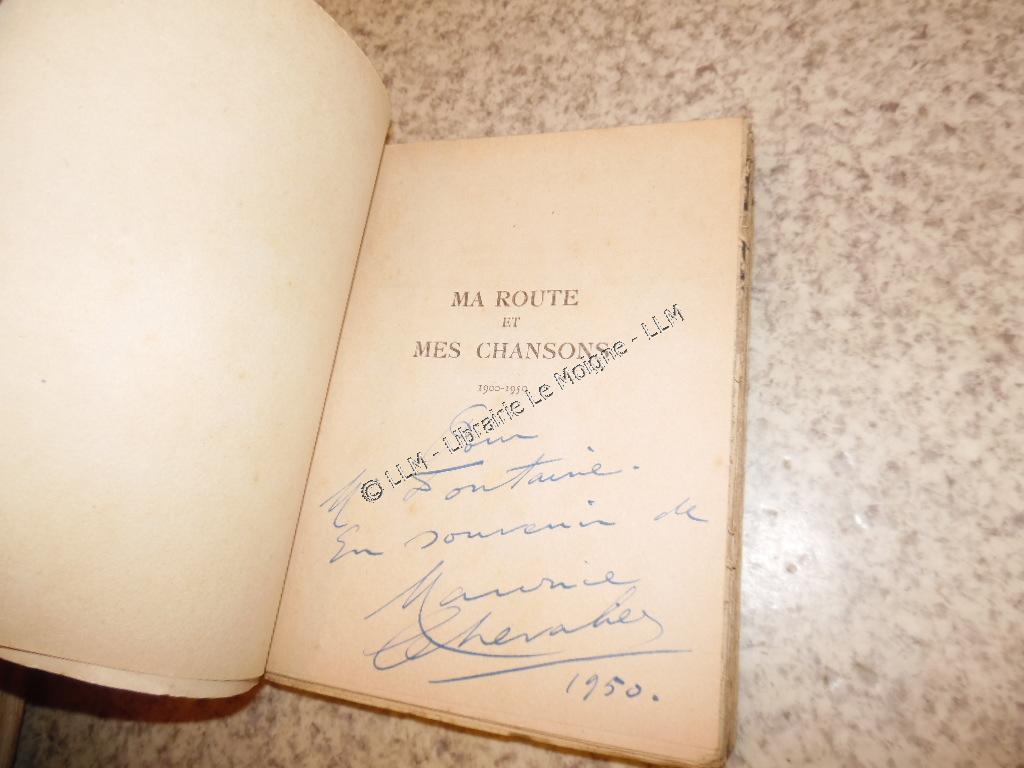 MA ROUTE
ET
MES CHANSONS
1900-1950
© LLM - Librairie Le Moigne - LLM
Pour
M Fontaine.
En souvenir de
Maurice
Chevalier
1950.